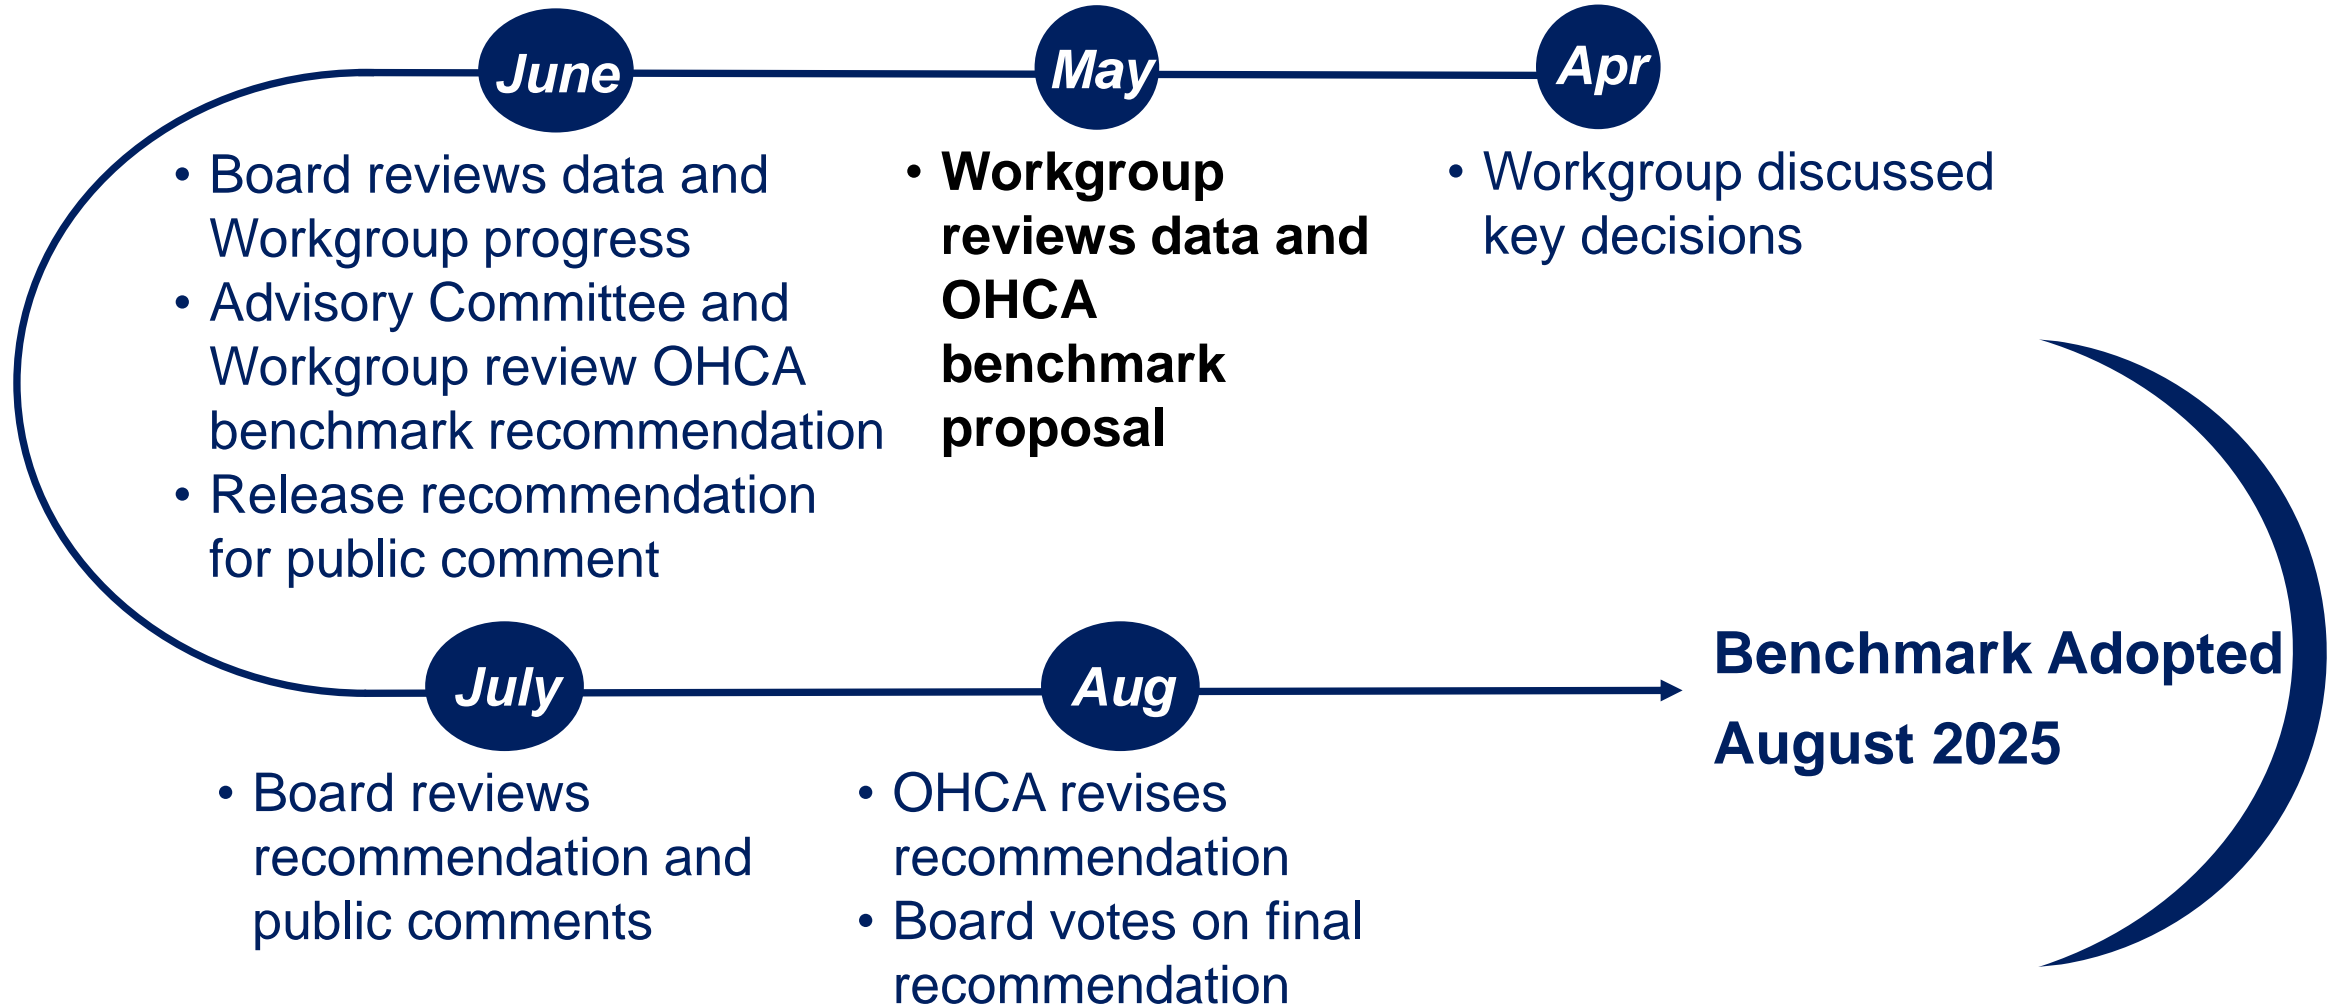 June
May
Apr
• Board reviews data and
Workgroup progress
• Advisory Committee and
Workgroup review OHCA
benchmark recommendation
• Release recommendation
for public comment
• Workgroup
reviews data and
OHCA
benchmark
proposal
• Workgroup discussed
key decisions
July
Aug
Benchmark Adopted
August 2025
• Board reviews
recommendation and
public comments
• OHCA revises
recommendation
• Board votes on final
recommendation